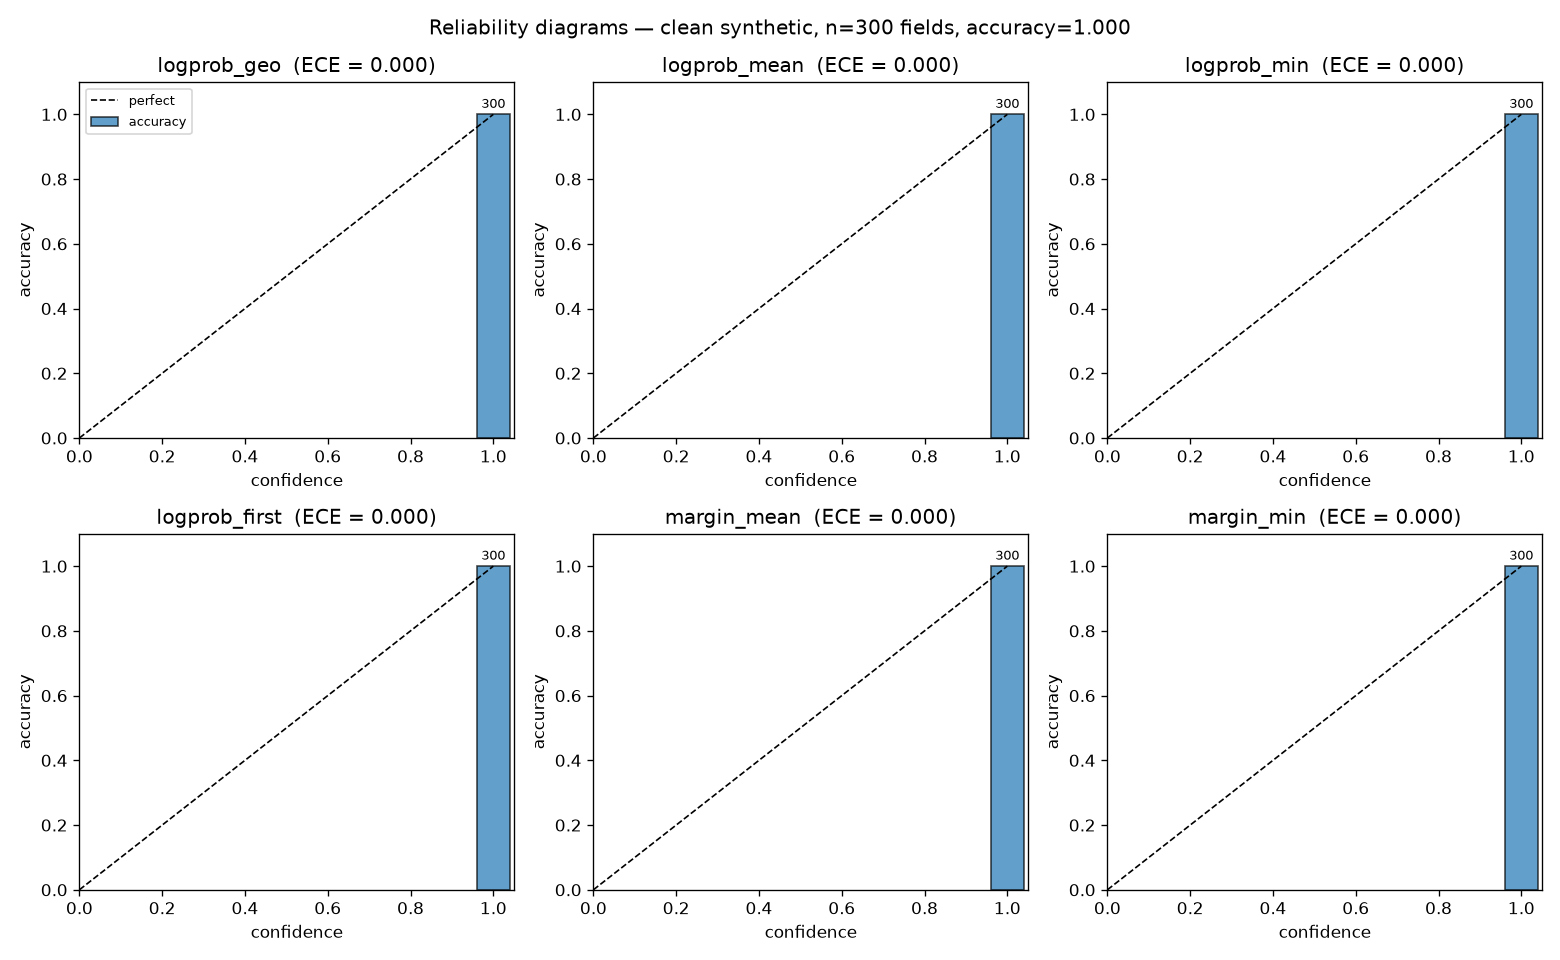 Reliability diagrams — clean synthetic, n=300 fields, accuracy=1.000
logprob_geo (ECE = 0.000)
perfect
accuracy
300
1.0
0.8
0.6
0.4
0.2
0.0
accuracy
0.0 0.2 0.4 0.6 0.8 1.0
confidence
logprob_mean (ECE = 0.000)
300
1.0
0.8
0.6
0.4
0.2
0.0
accuracy
0.0 0.2 0.4 0.6 0.8 1.0
confidence
logprob_min (ECE = 0.000)
300
1.0
0.8
0.6
0.4
0.2
0.0
accuracy
0.0 0.2 0.4 0.6 0.8 1.0
confidence
logprob_first (ECE = 0.000)
300
1.0
0.8
0.6
0.4
0.2
0.0
accuracy
0.0 0.2 0.4 0.6 0.8 1.0
confidence
margin_mean (ECE = 0.000)
300
1.0
0.8
0.6
0.4
0.2
0.0
accuracy
0.0 0.2 0.4 0.6 0.8 1.0
confidence
margin_min (ECE = 0.000)
300
1.0
0.8
0.6
0.4
0.2
0.0
accuracy
0.0 0.2 0.4 0.6 0.8 1.0
confidence